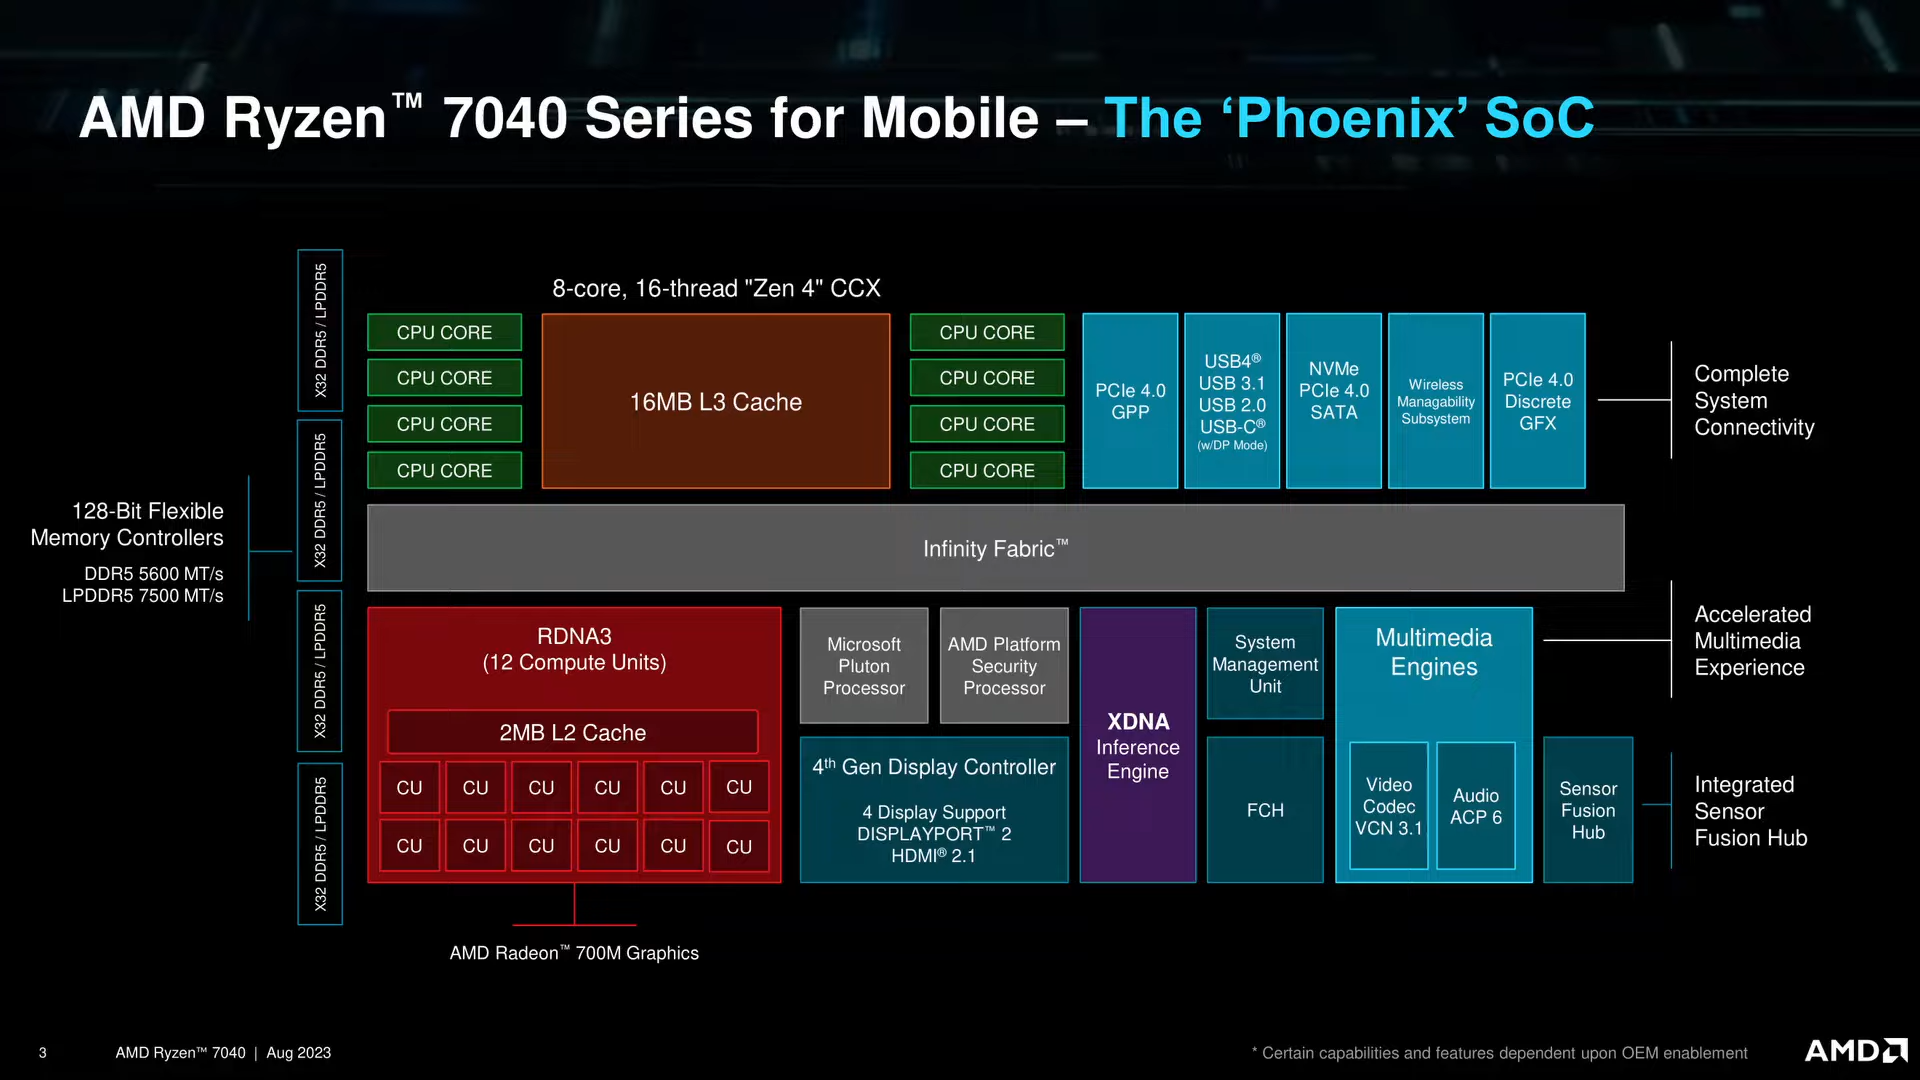 AMD Ryzen™ 7040 Series for Mobile – The ‘Phoenix’ SoC
128-Bit Flexible
Memory Controllers
DDR5 5600 MT/s
LPDDR5 7500 MT/s
X32 DDR5 / LPDDR5
X32 DDR5 / LPDDR5
X32 DDR5 / LPDDR5
X32 DDR5 / LPDDR5
8-core, 16-thread "Zen 4" CCX
CPU CORE
CPU CORE
CPU CORE
CPU CORE
16MB L3 Cache
CPU CORE
CPU CORE
CPU CORE
CPU CORE
PCIe 4.0
GPP
USB4®
USB 3.1
USB 2.0
USB-C®
(w/DP Mode)
NVMe
PCIe 4.0
SATA
Wireless
Managability
Subsystem
PCIe 4.0
Discrete
GFX
Complete
System
Connectivity
Infinity Fabric™
RDNA3
(12 Compute Units)
2MB L2 Cache
CU CU CU CU CU CU
CU CU CU CU CU CU
AMD Radeon™ 700M Graphics
Microsoft
Pluton
Processor
AMD Platform
Security
Processor
4th Gen Display Controller
4 Display Support
DISPLAYPORT™ 2
HDMI® 2.1
XDNA
Inference
Engine
System
Management
Unit
FCH
Multimedia
Engines
Video
Codec
VCN 3.1
Audio
ACP 6
Sensor
Fusion
Hub
Accelerated
Multimedia
Experience
Integrated
Sensor
Fusion Hub
3
AMD Ryzen™ 7040 | Aug 2023
* Certain capabilities and features dependent upon OEM enablement
AMD